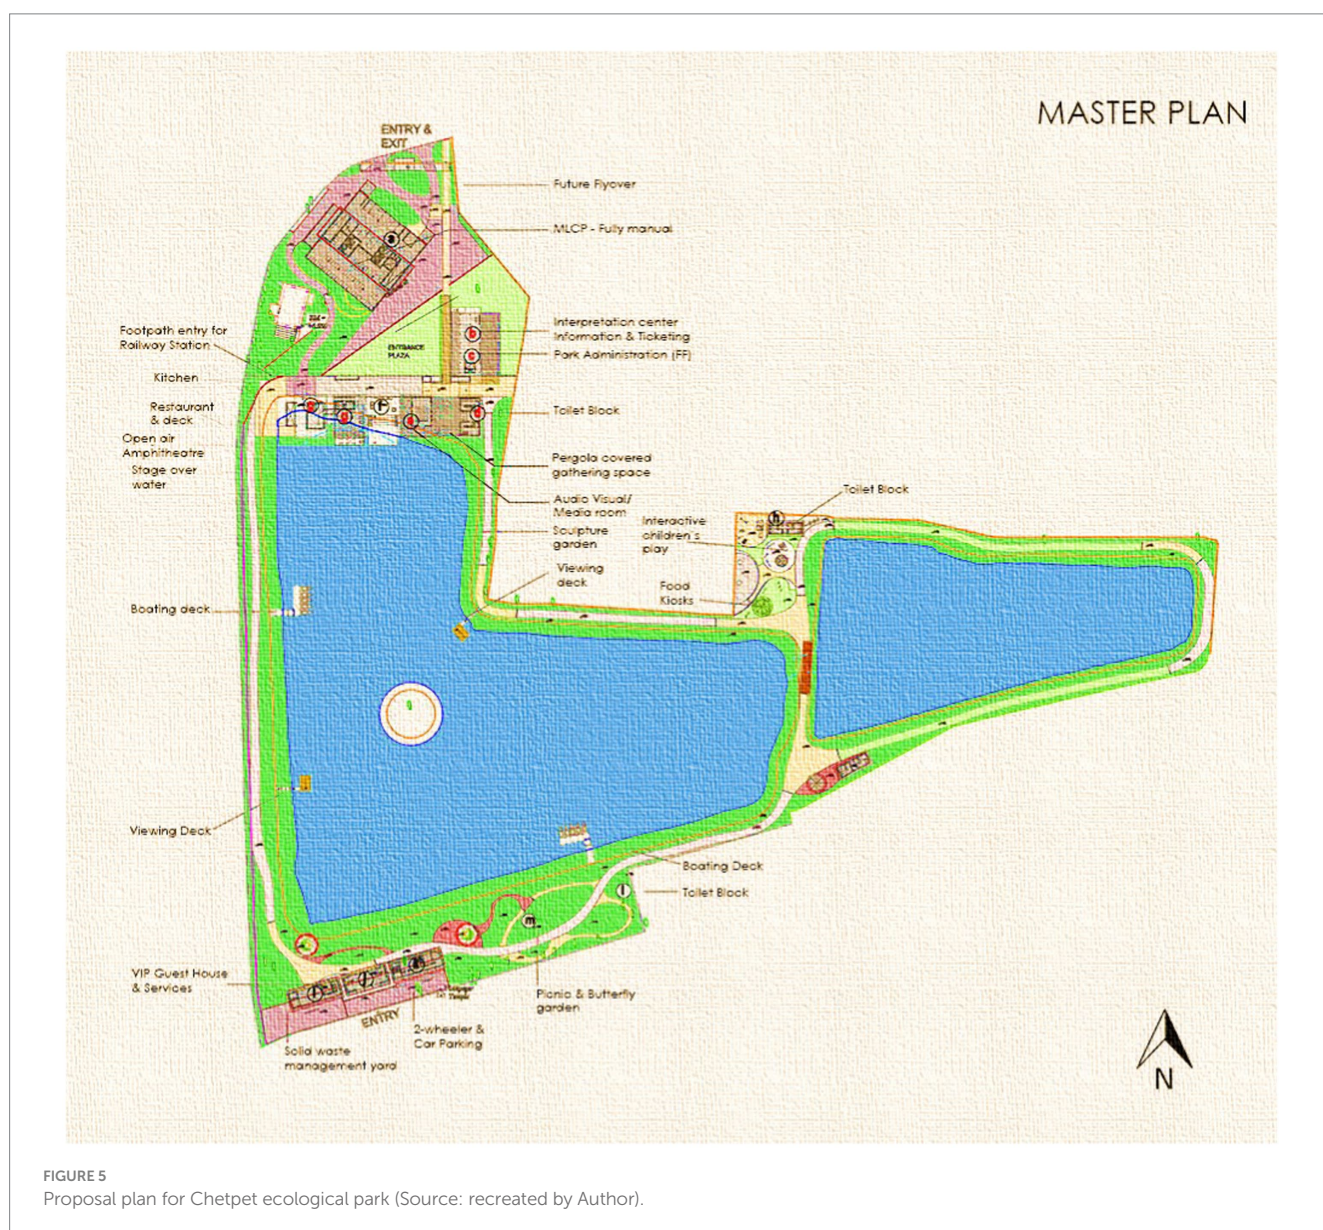 MASTER PLAN
ENTRY &
EXIT
Future Flyover
MLCP - Fully manual
Interpretation center
Information & Ticketing
Park Administration (FF)
ENTRANCE
PLAZA
Footpath entry for
Railway Station
Kitchen
Restaurant
& deck
Open air
Amphitheatre
Stage over
water
Toilet Block
Pergola covered
gathering space
Audio Visual/
Media room
Sculpture
garden
Viewing
deck
Toilet Block
Interactive
children's
play
Food
Kiosks
Boating deck
Viewing Deck
Boating Deck
Toilet Block
VIP Guest House
& Services
Picnic & Butterfly
garden
ENTRY
2-wheeler &
Car Parking
Solid waste
management yard
b
c
d
g
h
m
N
FIGURE 5
Proposal plan for Chetpet ecological park (Source: recreated by Author).